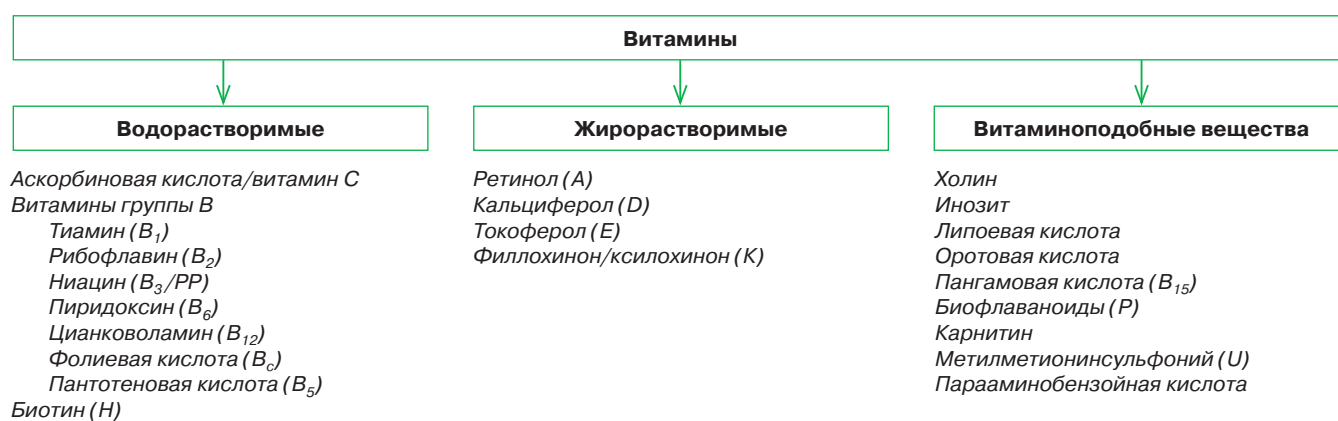 Витамины
Водорастворимые
Аскорбиновая кислота/витамин С
Витамины группы В
Тиамин (B₁)
Рибофлавин (B₂)
Ниацин (B₃/PP)
Пиридоксин (B₆)
Цианковоламин (B₁₂)
Фолиевая кислота (B_c)
Пантотеновая кислота (B₅)
Биотин (H)
Жирорастворимые
Ретинол (A)
Кальциферол (D)
Токоферол (E)
Филлохинон/ксилохинон (K)
Витаминоподобные вещества
Холин
Инозит
Липоевая кислота
Оротовая кислота
Пангамовая кислота (B₁₅)
Биофлаваноиды (P)
Карнитин
Метилметионинсульфоний (U)
Парааминобензойная кислота